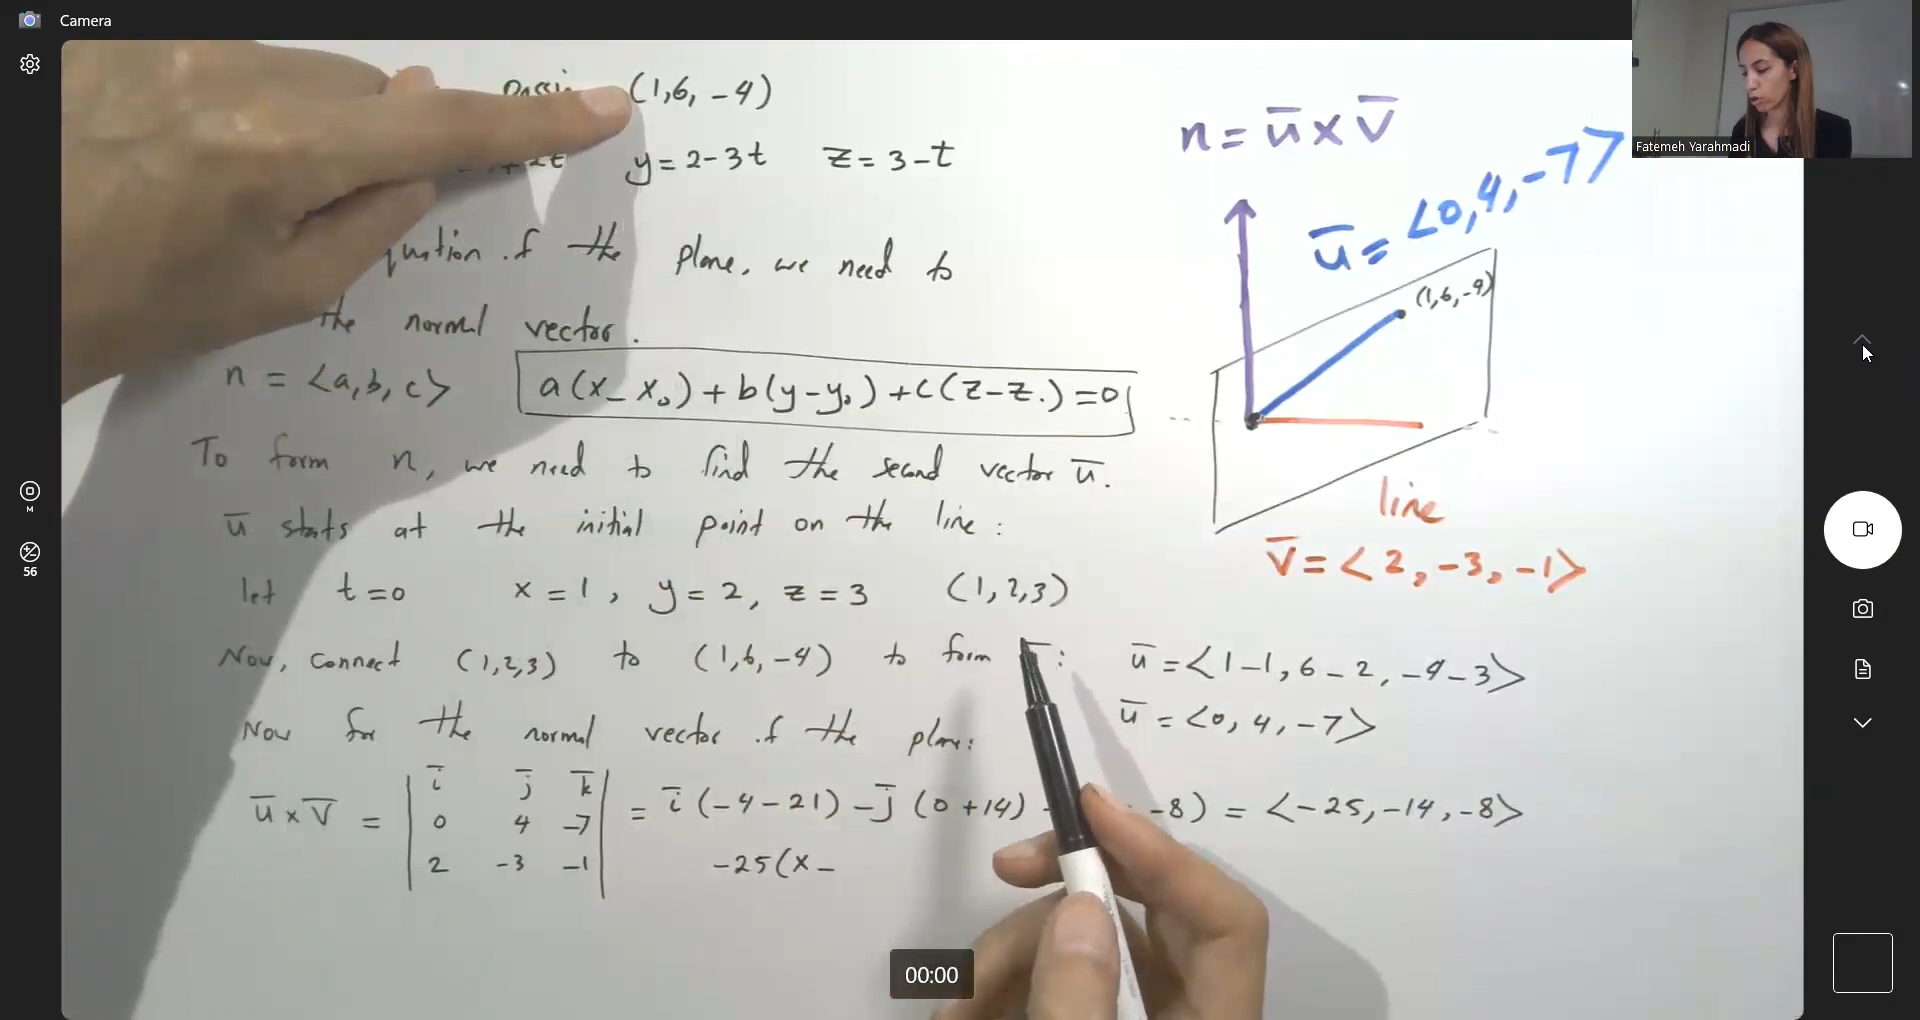 Camera
Fatemeh Yarahmadi
(1,6,-4)
y=2-3t z=3-t
of the plane, we need to
the normal vector.
n = <a,b,c> a(x-x₀)+b(y-y₀)+c(z-z₀)=0
To form n, we need to find the second vector ū.
ū starts at the initial point on the line:
let t=0 x=1, y=2, z=3 (1,2,3)
Now, connect (1,2,3) to (1,6,-4) to form :
Now for the normal vector of the plane:
ū×v̄ = | ī j̄ k̄ | = ī(-4-21)-j̄(0+14) -8) = <-25,-14,-8>
0 4 -7
2 -3 -1 -25(x-
n=ū×v̄
ū=<0,4,-7>
(1,6,-4)
line
v̄=<2,-3,-1>
ū=<1-1,6-2,-4-3>
ū=<0,4,-7>
M
56
00:00